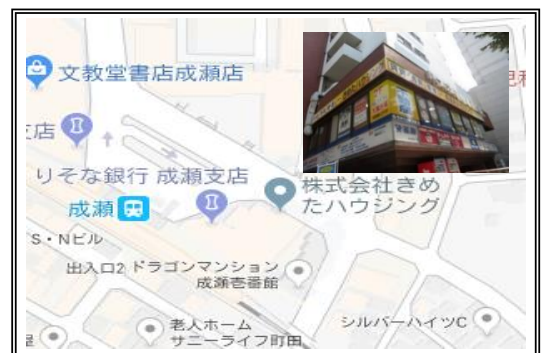 文教堂書店成瀬店
店
りそな銀行 成瀬支店
成瀬
株式会社きめ
たハウジング
S・Nビル
出入口2
ドラゴンマンション
成瀬壱番館
老人ホーム
サニーライフ町田
シルバーハイツC